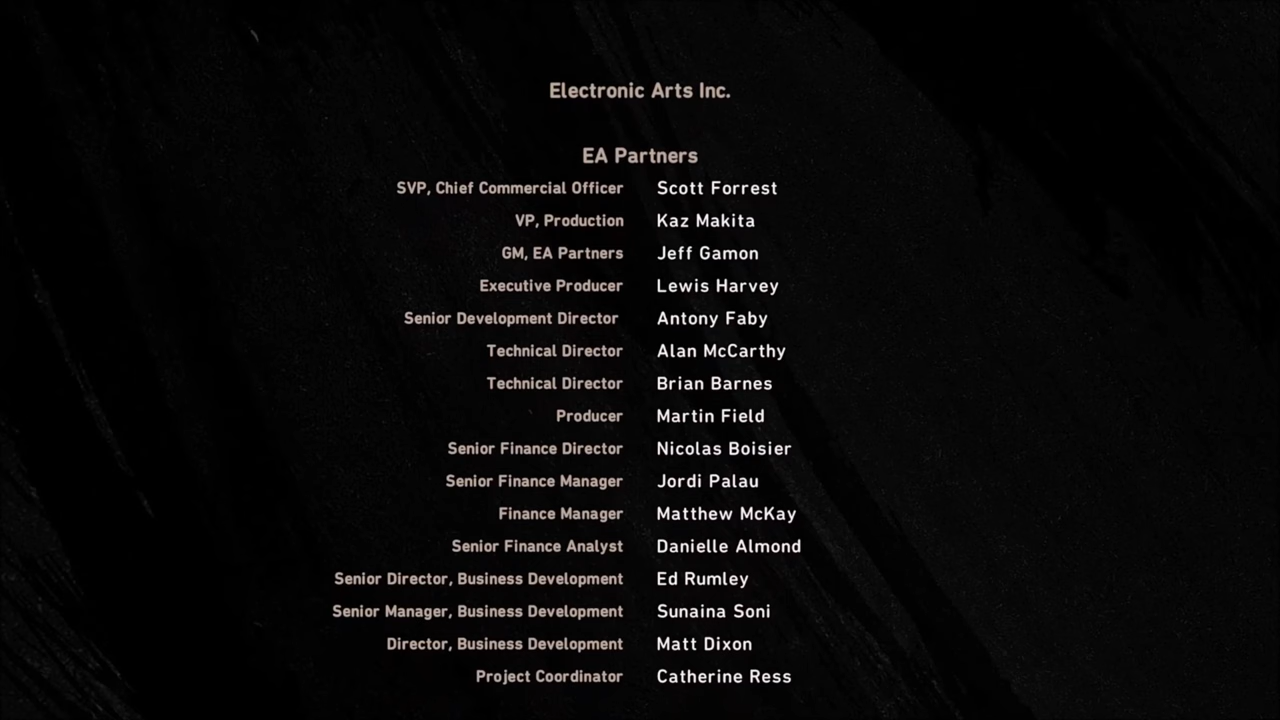 Electronic Arts Inc.
EA Partners
SVP, Chief Commercial Officer Scott Forrest
VP, Production Kaz Makita
GM, EA Partners Jeff Gamon
Executive Producer Lewis Harvey
Senior Development Director Antony Faby
Technical Director Alan McCarthy
Technical Director Brian Barnes
Producer Martin Field
Senior Finance Director Nicolas Boisier
Senior Finance Manager Jordi Palau
Finance Manager Matthew McKay
Senior Finance Analyst Danielle Almond
Senior Director, Business Development Ed Rumley
Senior Manager, Business Development Sunaina Soni
Director, Business Development Matt Dixon
Project Coordinator Catherine Ress